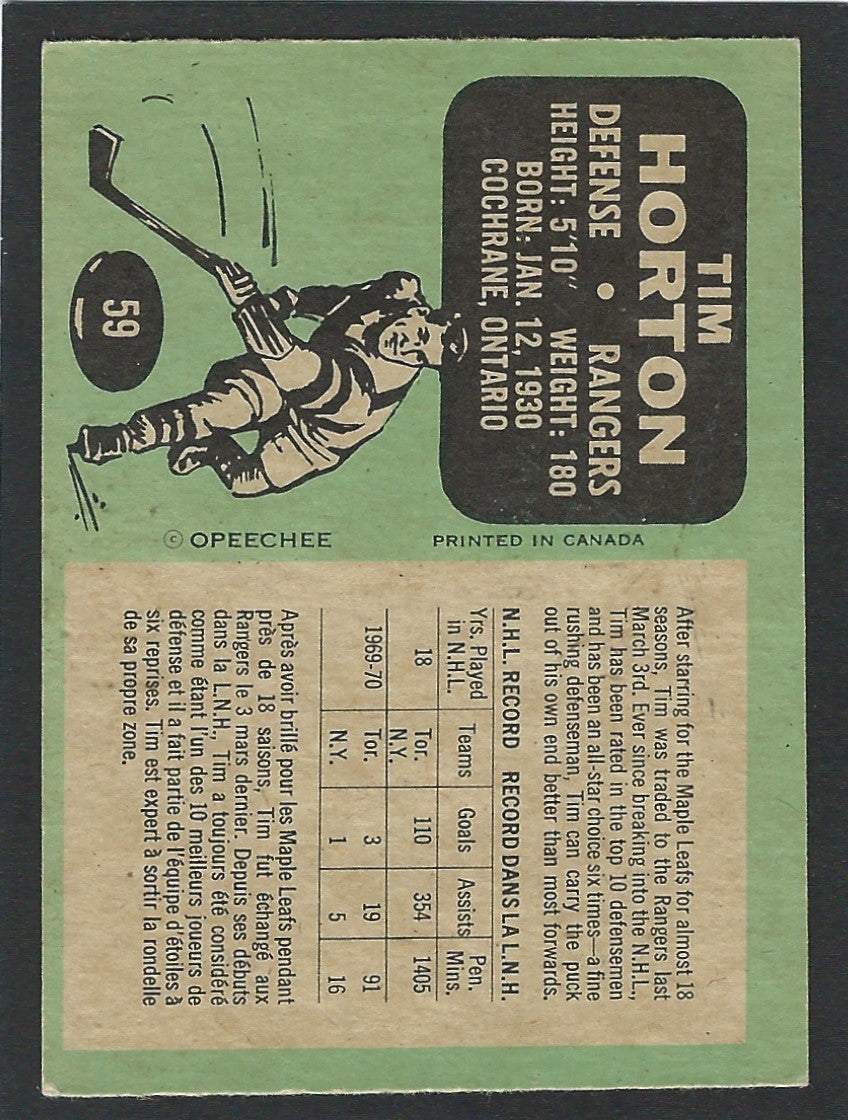 TIM
HORTON
DEFENSE • RANGERS
HEIGHT: 5'10" WEIGHT: 180
BORN: JAN. 12, 1930
COCHRANE, ONTARIO
59
© OPEECHEE
PRINTED IN CANADA
After starring for the Maple Leafs for almost 18
seasons, Tim was traded to the Rangers last
March 3rd. Ever since breaking into the N.H.L.,
Tim has been rated in the top 10 defensemen
and has been an all-star choice six times—a fine
rushing defenseman, Tim can carry the puck
out of his own end better than most forwards.
N.H.L. RECORD RECORD DANS LA L.N.H.
Yrs. Played Teams Goals Assists Pen.
in N.H.L. Mins.
18 Tor. 110 354 1405
N.Y.
1969-70 Tor. 3 19 91
N.Y. 1 5 16
Après avoir brillé pour les Maple Leafs pendant
près de 18 saisons, Tim fut échangé aux
Rangers le 3 mars dernier. Depuis ses débuts
dans la L.N.H., Tim a toujours été considéré
comme étant l'un des 10 meilleurs joueurs de
défense et il a fait partie de l'équipe d'étoiles à
six reprises. Tim est expert à sortir la rondelle
de sa propre zone.